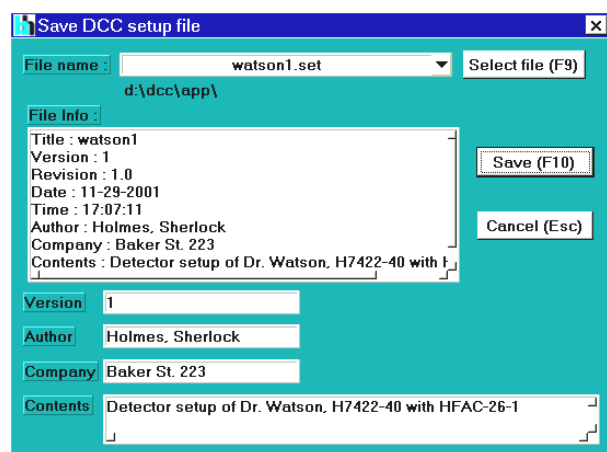 Save DCC setup file
File name : watson1.set Select file (F9)
d:\dcc\app\
File Info :
Title : watson1
Version : 1
Revision : 1.0
Date : 11-29-2001
Time : 17:07:11
Author : Holmes, Sherlock
Company : Baker St. 223
Contents : Detector setup of Dr. Watson, H7422-40 with
Save (F10)
Cancel (Esc)
Version 1
Author Holmes, Sherlock
Company Baker St. 223
Contents Detector setup of Dr. Watson, H7422-40 with HFAC-26-1